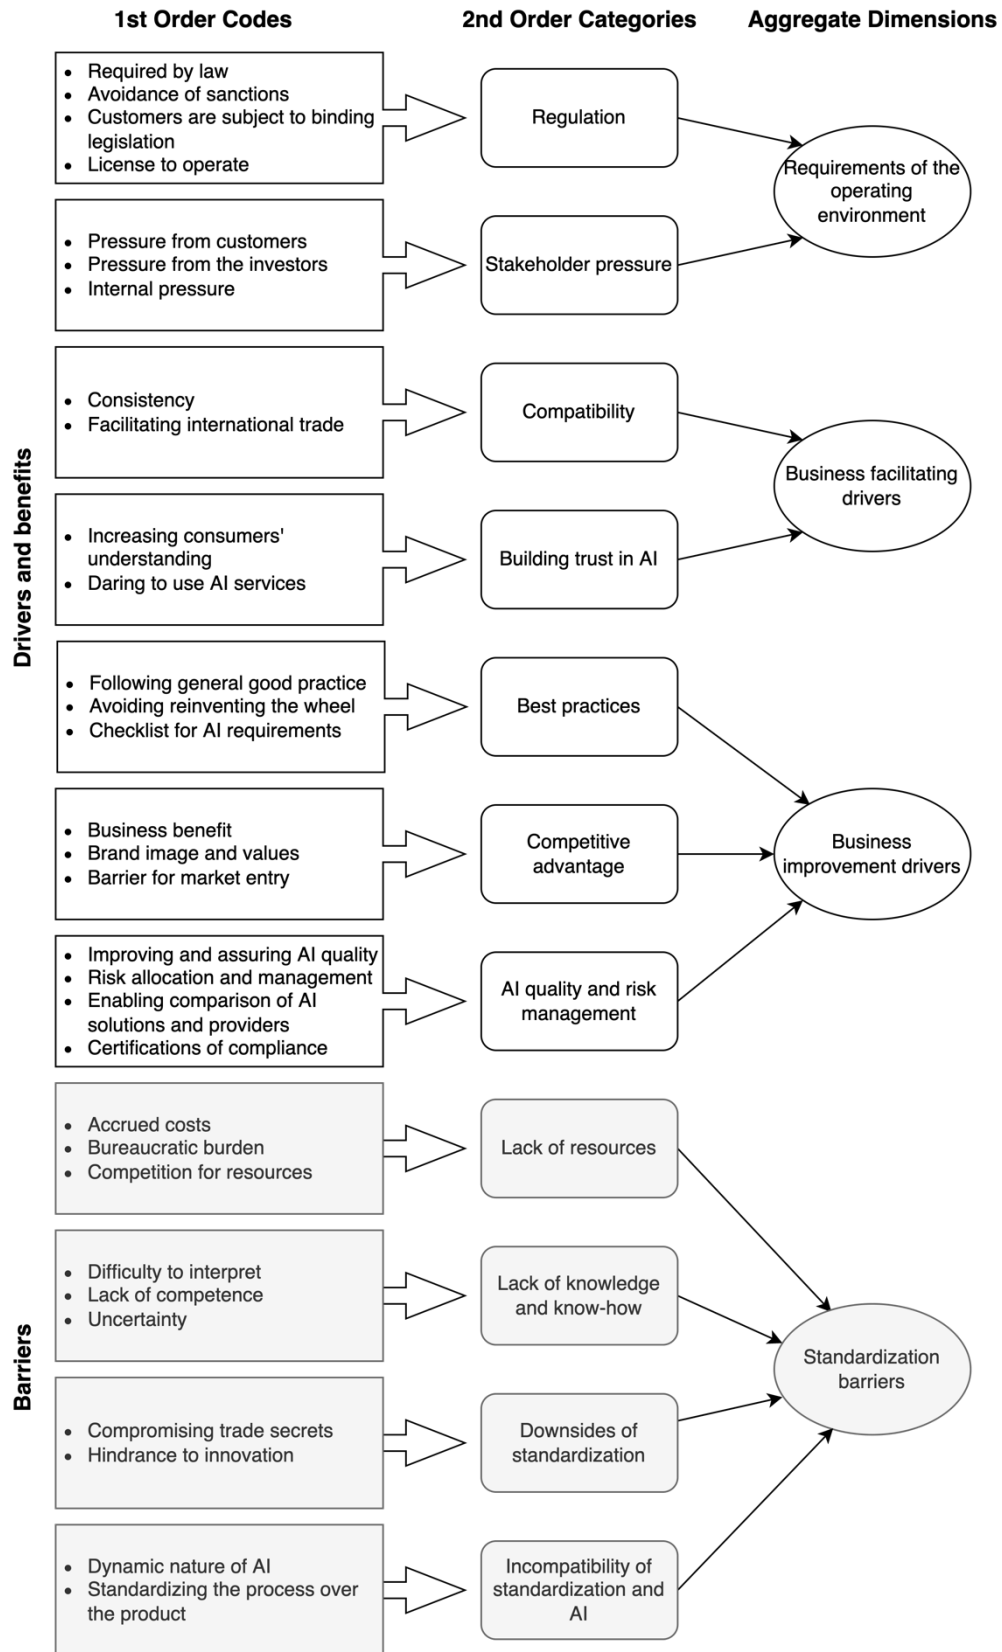 1st Order Codes
2nd Order Categories
Aggregate Dimensions
Drivers and benefits
• Required by law
• Avoidance of sanctions
• Customers are subject to binding
legislation
• License to operate
Regulation
Requirements of the
operating
environment
• Pressure from customers
• Pressure from the investors
• Internal pressure
Stakeholder pressure
• Consistency
• Facilitating international trade
Compatibility
Business facilitating
drivers
• Increasing consumers'
understanding
• Daring to use AI services
Building trust in AI
• Following general good practice
• Avoiding reinventing the wheel
• Checklist for AI requirements
Best practices
• Business benefit
• Brand image and values
• Barrier for market entry
Competitive
advantage
Business
improvement drivers
• Improving and assuring AI quality
• Risk allocation and management
• Enabling comparison of AI
solutions and providers
• Certifications of compliance
AI quality and risk
management
Barriers
• Accrued costs
• Bureaucratic burden
• Competition for resources
Lack of resources
• Difficulty to interpret
• Lack of competence
• Uncertainty
Lack of knowledge
and know-how
Standardization
barriers
• Compromising trade secrets
• Hindrance to innovation
Downsides of
standardization
• Dynamic nature of AI
• Standardizing the process over
the product
Incompatibility of
standardization and
AI